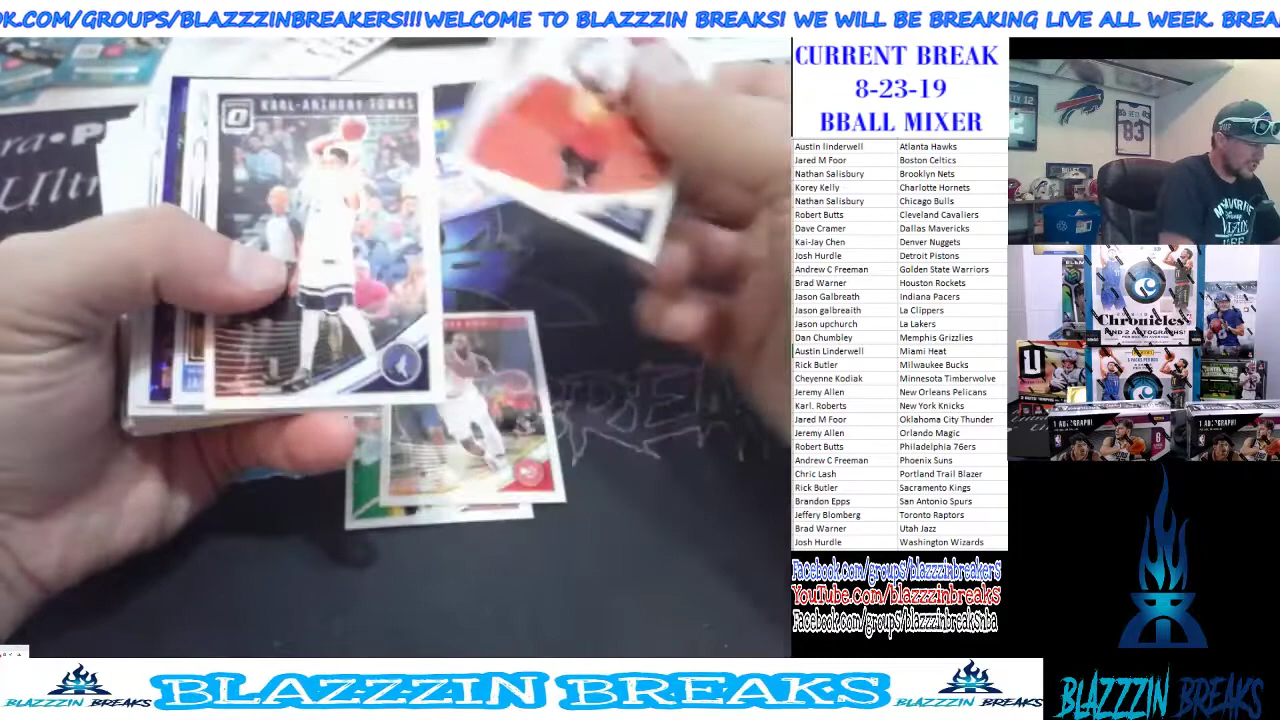 OK.COM/GROUPS/BLAZZZINBREAKERS!!! WELCOME TO BLAZZZIN BREAKS! WE WILL BE BREAKING LIVE ALL WEEK. BREA
KARL-ANTHONY TOWNS
CURRENT BREAK
8-23-19
BBALL MIXER
Austin linderwell Atlanta Hawks
Jared M Foor Boston Celtics
Nathan Salisbury Brooklyn Nets
Korey Kelly Charlotte Hornets
Nathan Salisbury Chicago Bulls
Robert Butts Cleveland Cavaliers
Dave Cramer Dallas Mavericks
Kai-Jay Chen Denver Nuggets
Josh Hurdle Detroit Pistons
Andrew C Freeman Golden State Warriors
Brad Warner Houston Rockets
Jason Galbreath Indiana Pacers
Jason galbreaith La Clippers
Jason upchurch La Lakers
Dan Chumbley Memphis Grizzlies
Austin Linderwell Miami Heat
Rick Butler Milwaukee Bucks
Cheyenne Kodiak Minnesota Timberwolve
Jeremy Allen New Orleans Pelicans
Karl. Roberts New York Knicks
Jared M Foor Oklahoma City Thunder
Jeremy Allen Orlando Magic
Robert Butts Philadelphia 76ers
Andrew C Freeman Phoenix Suns
Chric Lash Portland Trail Blazer
Rick Butler Sacramento Kings
Brandon Epps San Antonio Spurs
Jeffery Blomberg Toronto Raptors
Brad Warner Utah Jazz
Josh Hurdle Washington Wizards
Facebook.com/groups/blazzzinbreakers
YouTube.com/blazzzinbreaks
Facebook.com/groups/blazzzinbreaksnba
83
Chronicles
FIND 2 AUTOGRAPHS!
1 AUTOGRAPH!
BLAZZZIN BREAKS
BLAZZZIN BREAKS
BLAZZZIN BREAKS
BLAZZZIN BREAKS